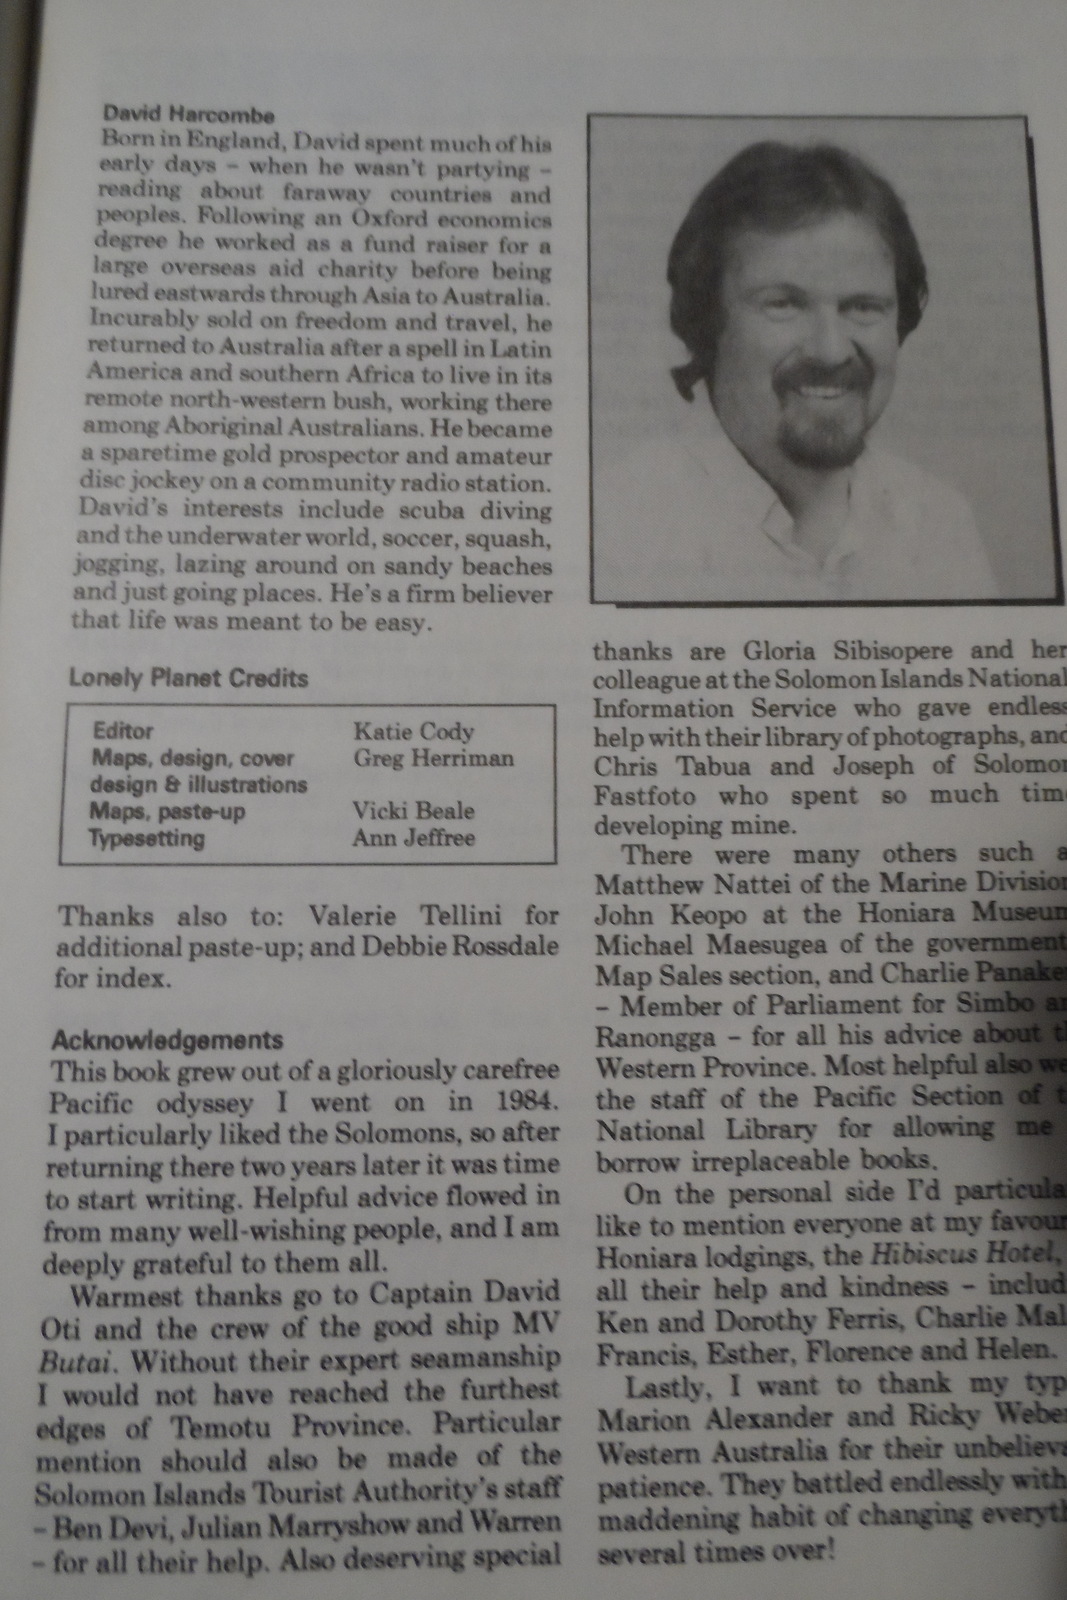 David Harcombe
Born in England, David spent much of his
early days – when he wasn't partying –
reading about faraway countries and
peoples. Following an Oxford economics
degree he worked as a fund raiser for a
large overseas aid charity before being
lured eastwards through Asia to Australia.
Incurably sold on freedom and travel, he
returned to Australia after a spell in Latin
America and southern Africa to live in its
remote north-western bush, working there
among Aboriginal Australians. He became
a sparetime gold prospector and amateur
disc jockey on a community radio station.
David's interests include scuba diving
and the underwater world, soccer, squash,
jogging, lazing around on sandy beaches
and just going places. He's a firm believer
that life was meant to be easy.
Lonely Planet Credits
Editor Katie Cody
Maps, design, cover Greg Herriman
design & illustrations
Maps, paste-up Vicki Beale
Typesetting Ann Jeffree
Thanks also to: Valerie Tellini for
additional paste-up; and Debbie Rossdale
for index.
Acknowledgements
This book grew out of a gloriously carefree
Pacific odyssey I went on in 1984.
I particularly liked the Solomons, so after
returning there two years later it was time
to start writing. Helpful advice flowed in
from many well-wishing people, and I am
deeply grateful to them all.
Warmest thanks go to Captain David
Oti and the crew of the good ship MV
Butai. Without their expert seamanship
I would not have reached the furthest
edges of Temotu Province. Particular
mention should also be made of the
Solomon Islands Tourist Authority's staff
– Ben Devi, Julian Marryshow and Warren
– for all their help. Also deserving special
thanks are Gloria Sibisopere and her
colleague at the Solomon Islands National
Information Service who gave endless
help with their library of photographs, and
Chris Tabua and Joseph of Solomon
Fastfoto who spent so much tim
developing mine.
There were many others such a
Matthew Nattei of the Marine Division
John Keopo at the Honiara Museum
Michael Maesugea of the government
Map Sales section, and Charlie Panake
– Member of Parliament for Simbo an
Ranongga – for all his advice about t
Western Province. Most helpful also we
the staff of the Pacific Section of t
National Library for allowing me
borrow irreplaceable books.
On the personal side I'd particula
like to mention everyone at my favour
Honiara lodgings, the Hibiscus Hotel,
all their help and kindness – includ
Ken and Dorothy Ferris, Charlie Mal
Francis, Esther, Florence and Helen.
Lastly, I want to thank my typ
Marion Alexander and Ricky Webe
Western Australia for their unbelieva
patience. They battled endlessly with
maddening habit of changing everyth
several times over!